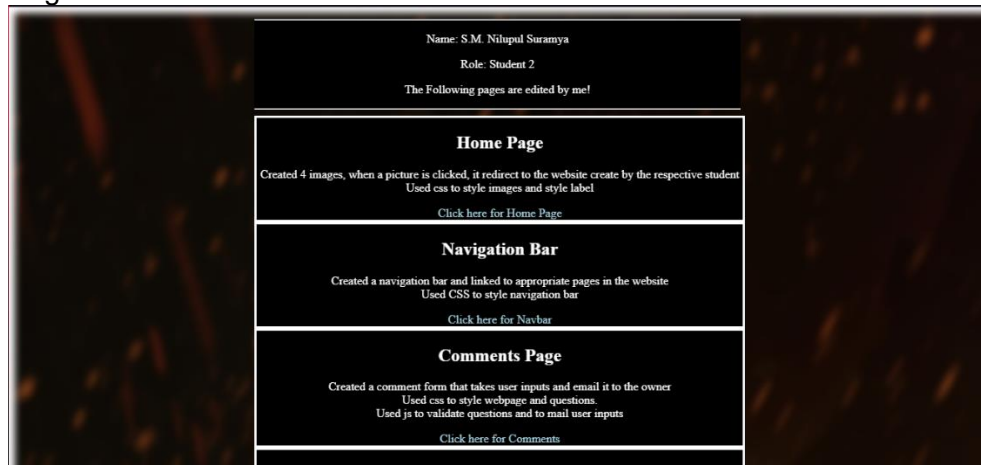 Name: S.M. Nilupul Suramya
Role: Student 2
The Following pages are edited by me!
Home Page
Created 4 images, when a picture is clicked, it redirect to the website create by the respective student
Used css to style images and style label
Click here for Home Page
Navigation Bar
Created a navigation bar and linked to appropriate pages in the website
Used CSS to style navigation bar
Click here for Navbar
Comments Page
Created a comment form that takes user inputs and email it to the owner
Used css to style webpage and questions.
Used js to validate questions and to mail user inputs
Click here for Comments